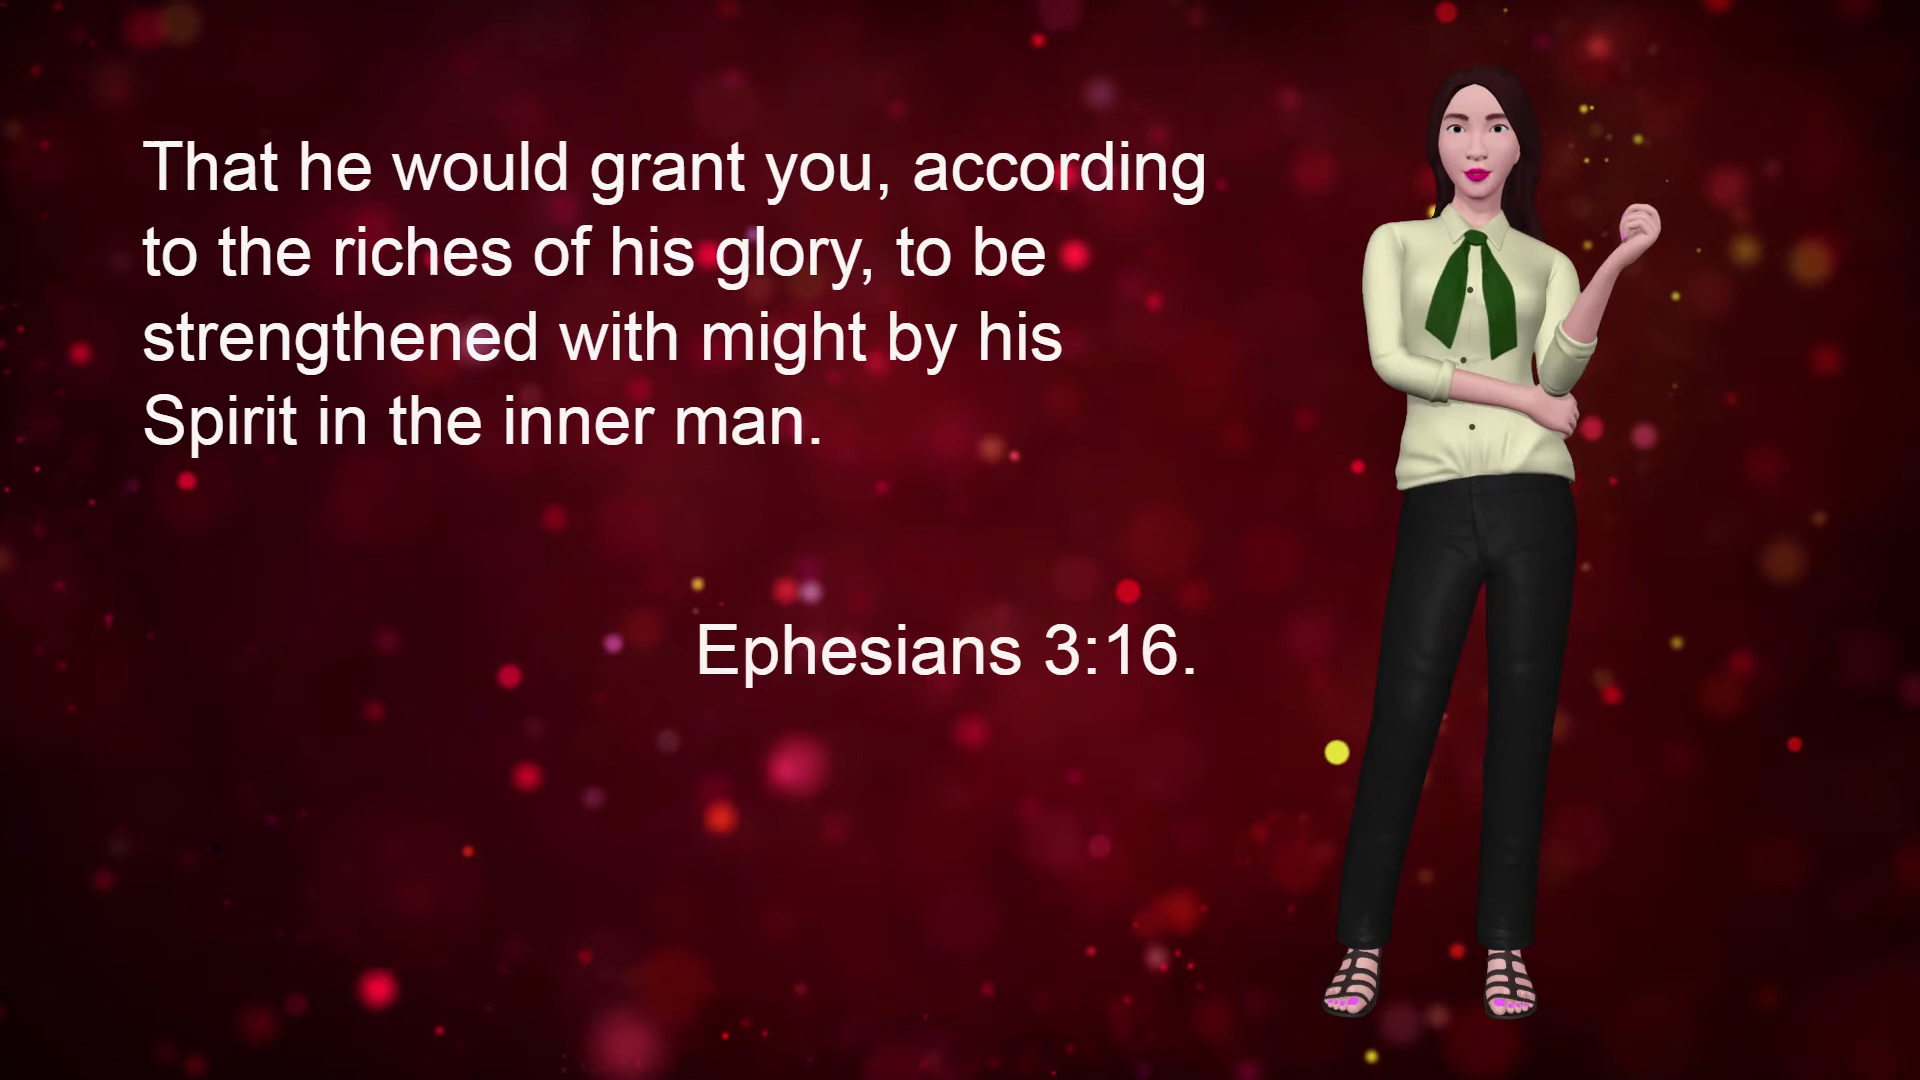 That he would grant you, according
to the riches of his glory, to be
strengthened with might by his
Spirit in the inner man.
Ephesians 3:16.